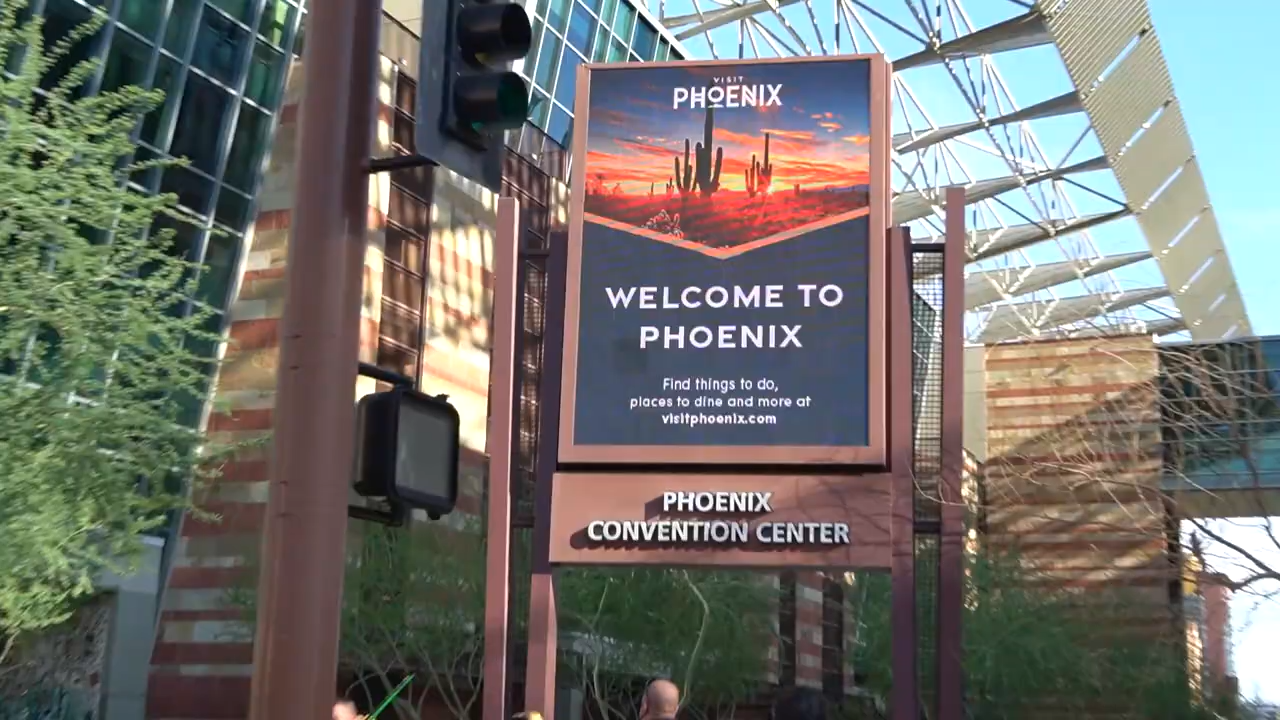 VISIT
PHOENIX
WELCOME TO
PHOENIX
Find things to do,
places to dine and more at
visitphoenix.com
PHOENIX
CONVENTION CENTER